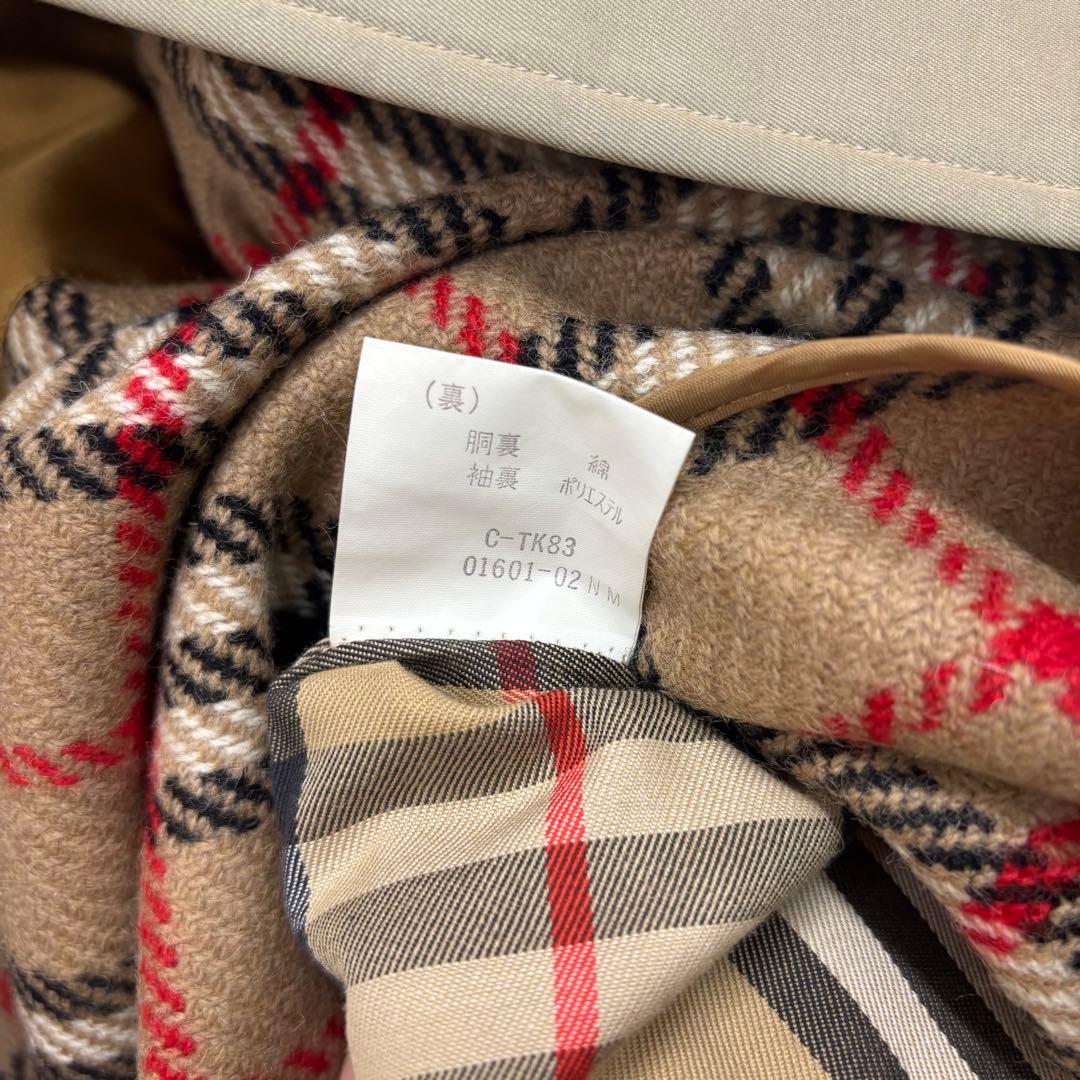 （裏）
胴裏 綿
袖裏 ポリエステル
C-TK83
01601-02 N M